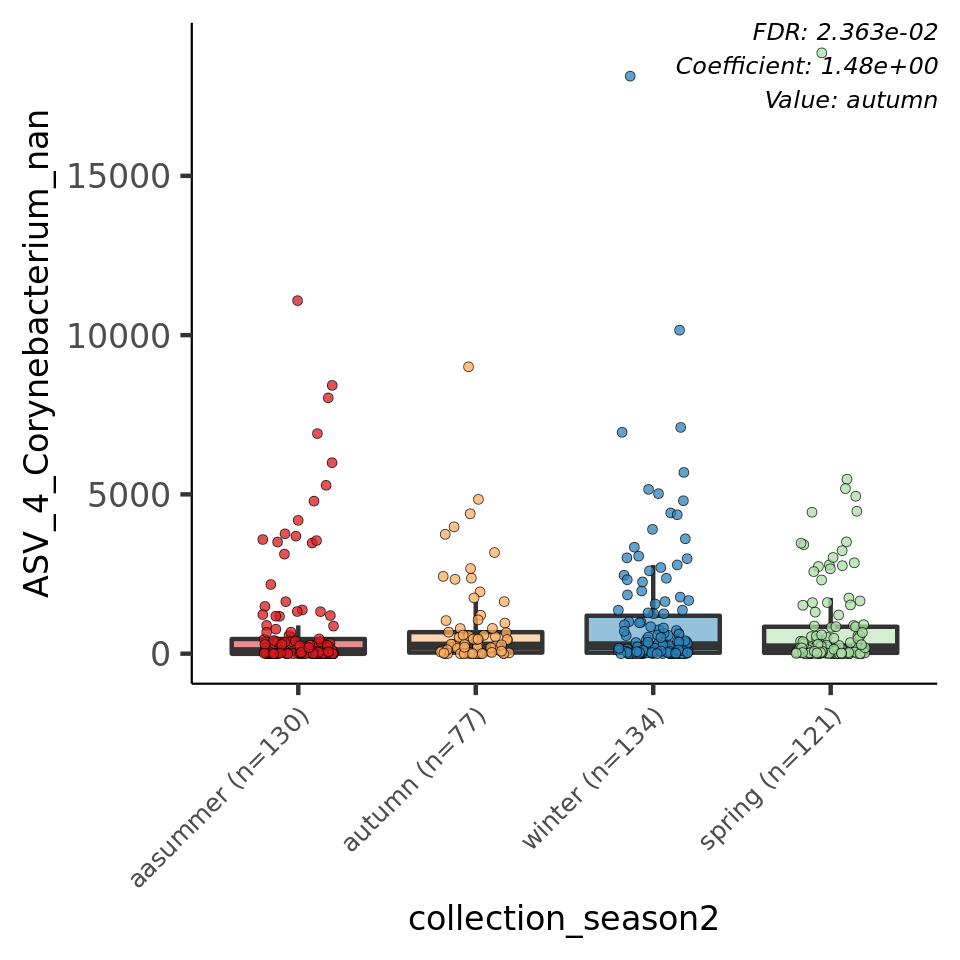 FDR: 2.363e-02
Coefficient: 1.48e+00
Value: autumn
ASV_4_Corynebacterium_nan
15000
10000
5000
0
aasummer (n=130)
autumn (n=77)
winter (n=134)
spring (n=121)
collection_season2